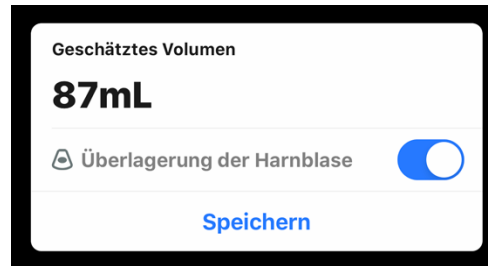 Geschätztes Volumen
87mL
Überlagerung der Harnblase
Speichern